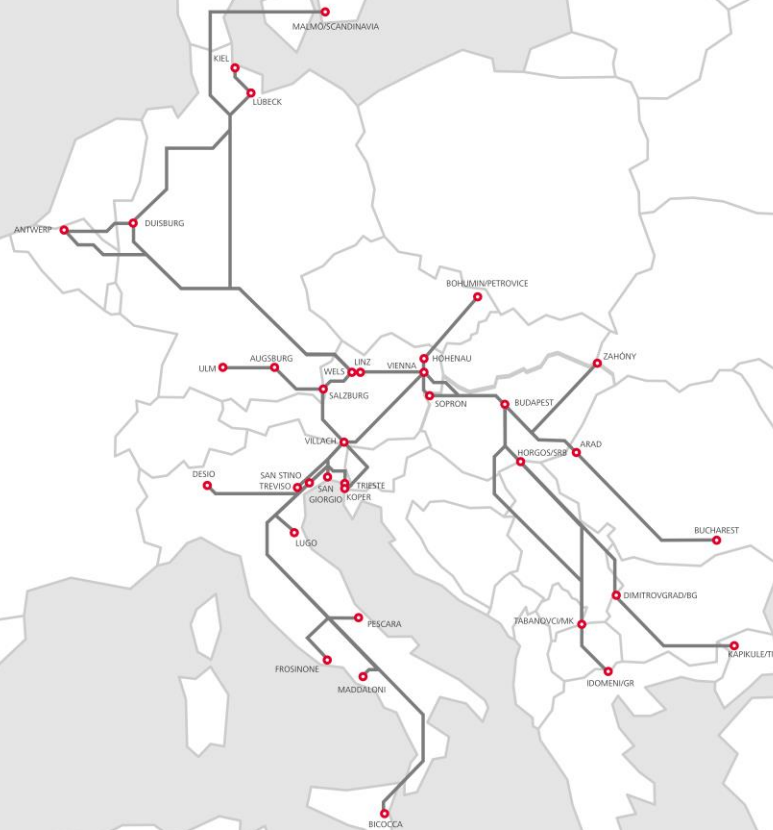 MALMÖ/SCANDINAVIA
KIEL
LÜBECK
ANTWERP
DUISBURG
BOHUMIN/PETROVICE
HOHENAU
ZAHÓNY
ULM
AUGSBURG
WELS
LINZ
VIENNA
SALZBURG
SOPRON
BUDAPEST
VILLACH
HORGOS/SRB
ARAD
DESIO
SAN STINO
TREVISO
SAN
GIORGIO
TRIESTE
KOPER
LUGO
BUCHAREST
DIMITROVGRAD/BG
PESCARA
TABANOVCI/MK
KAPIKULE/T
FROSINONE
MADDALONI
IDOMENI/GR
BICOCCA